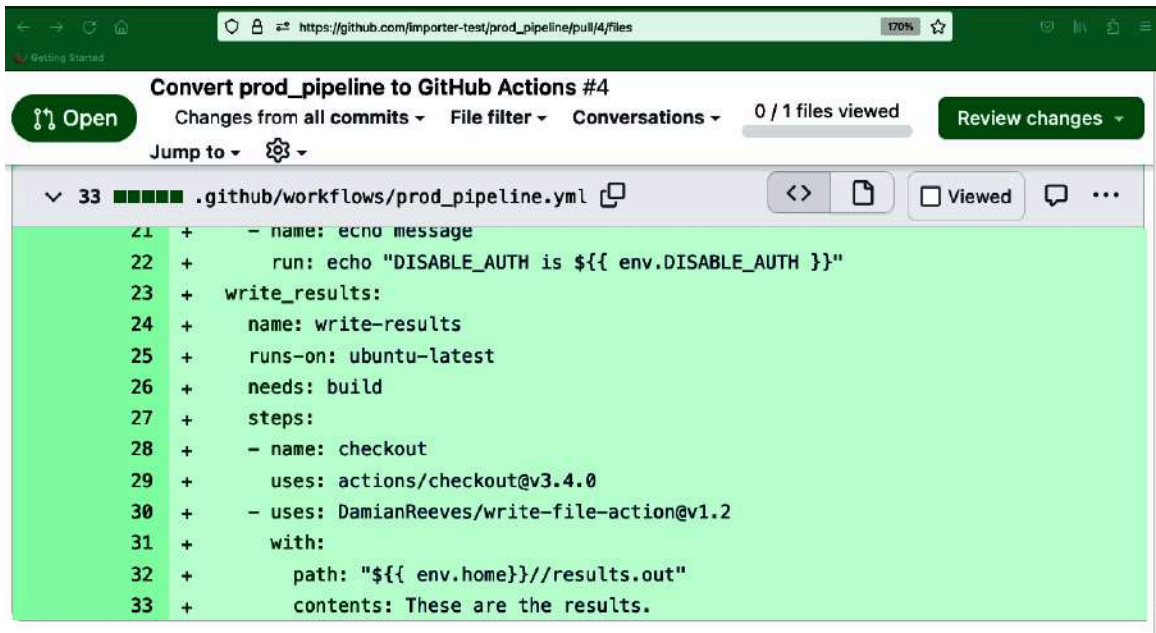 https://github.com/importer-test/prod_pipeline/pull/4/files 170%
Getting Started
Convert prod_pipeline to GitHub Actions #4
Open Changes from all commits File filter Conversations 0 / 1 files viewed Review changes
Jump to
33 .github/workflows/prod_pipeline.yml <> Viewed ...
21 + - name: echo message
22 + run: echo "DISABLE_AUTH is ${{ env.DISABLE_AUTH }}"
23 + write_results:
24 + name: write-results
25 + runs-on: ubuntu-latest
26 + needs: build
27 + steps:
28 + - name: checkout
29 + uses: actions/checkout@v3.4.0
30 + - uses: DamianReeves/write-file-action@v1.2
31 + with:
32 + path: "${{ env.home}}//results.out"
33 + contents: These are the results.